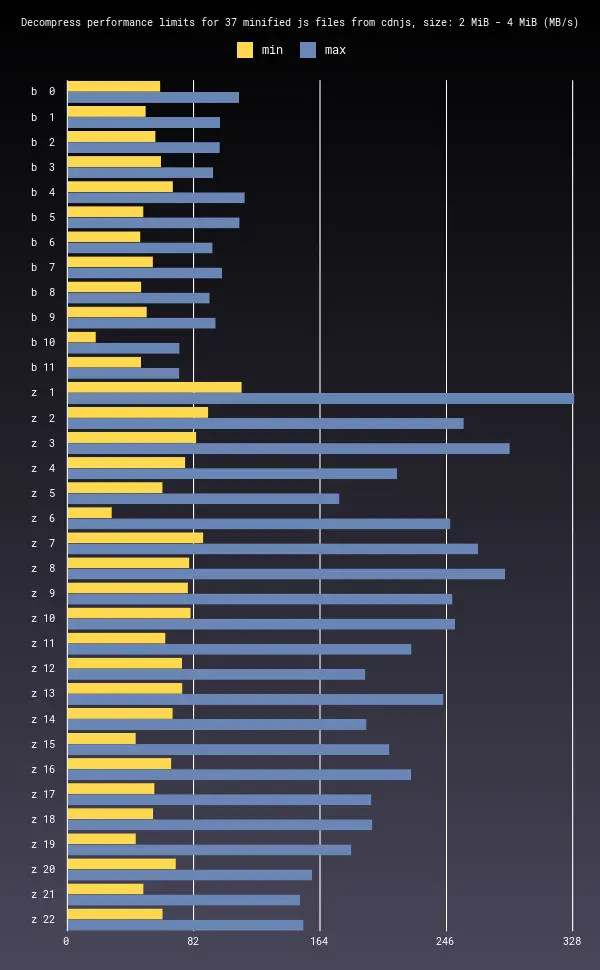 Decompress performance limits for 37 minified js files from cdnjs, size: 2 MiB - 4 MiB (MB/s)
min max
b 0
b 1
b 2
b 3
b 4
b 5
b 6
b 7
b 8
b 9
b 10
b 11
z 1
z 2
z 3
z 4
z 5
z 6
z 7
z 8
z 9
z 10
z 11
z 12
z 13
z 14
z 15
z 16
z 17
z 18
z 19
z 20
z 21
z 22
0 82 164 246 328